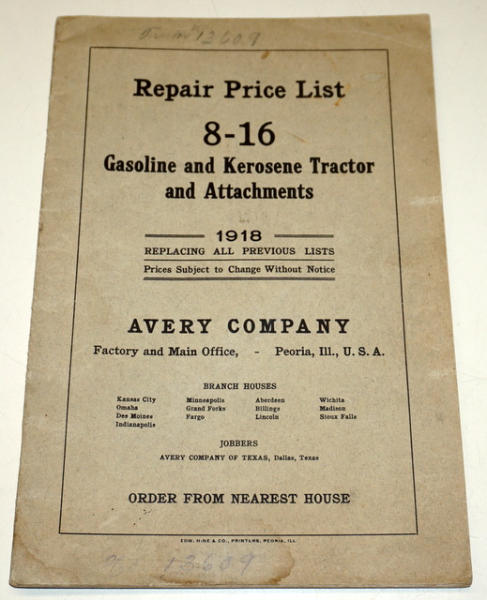 13609
Repair Price List
8-16
Gasoline and Kerosene Tractor
and Attachments
1918
REPLACING ALL PREVIOUS LISTS
Prices Subject to Change Without Notice
AVERY COMPANY
Factory and Main Office, - Peoria, Ill., U. S. A.
BRANCH HOUSES
Kansas City Minneapolis Aberdeen Wichita
Omaha Grand Forks Billings Madison
Des Moines Fargo Lincoln Sioux Falls
Indianapolis
JOBBERS
AVERY COMPANY OF TEXAS, Dallas, Texas
ORDER FROM NEAREST HOUSE
EDW. HINE & CO., PRINTERS, PEORIA, ILL
13609